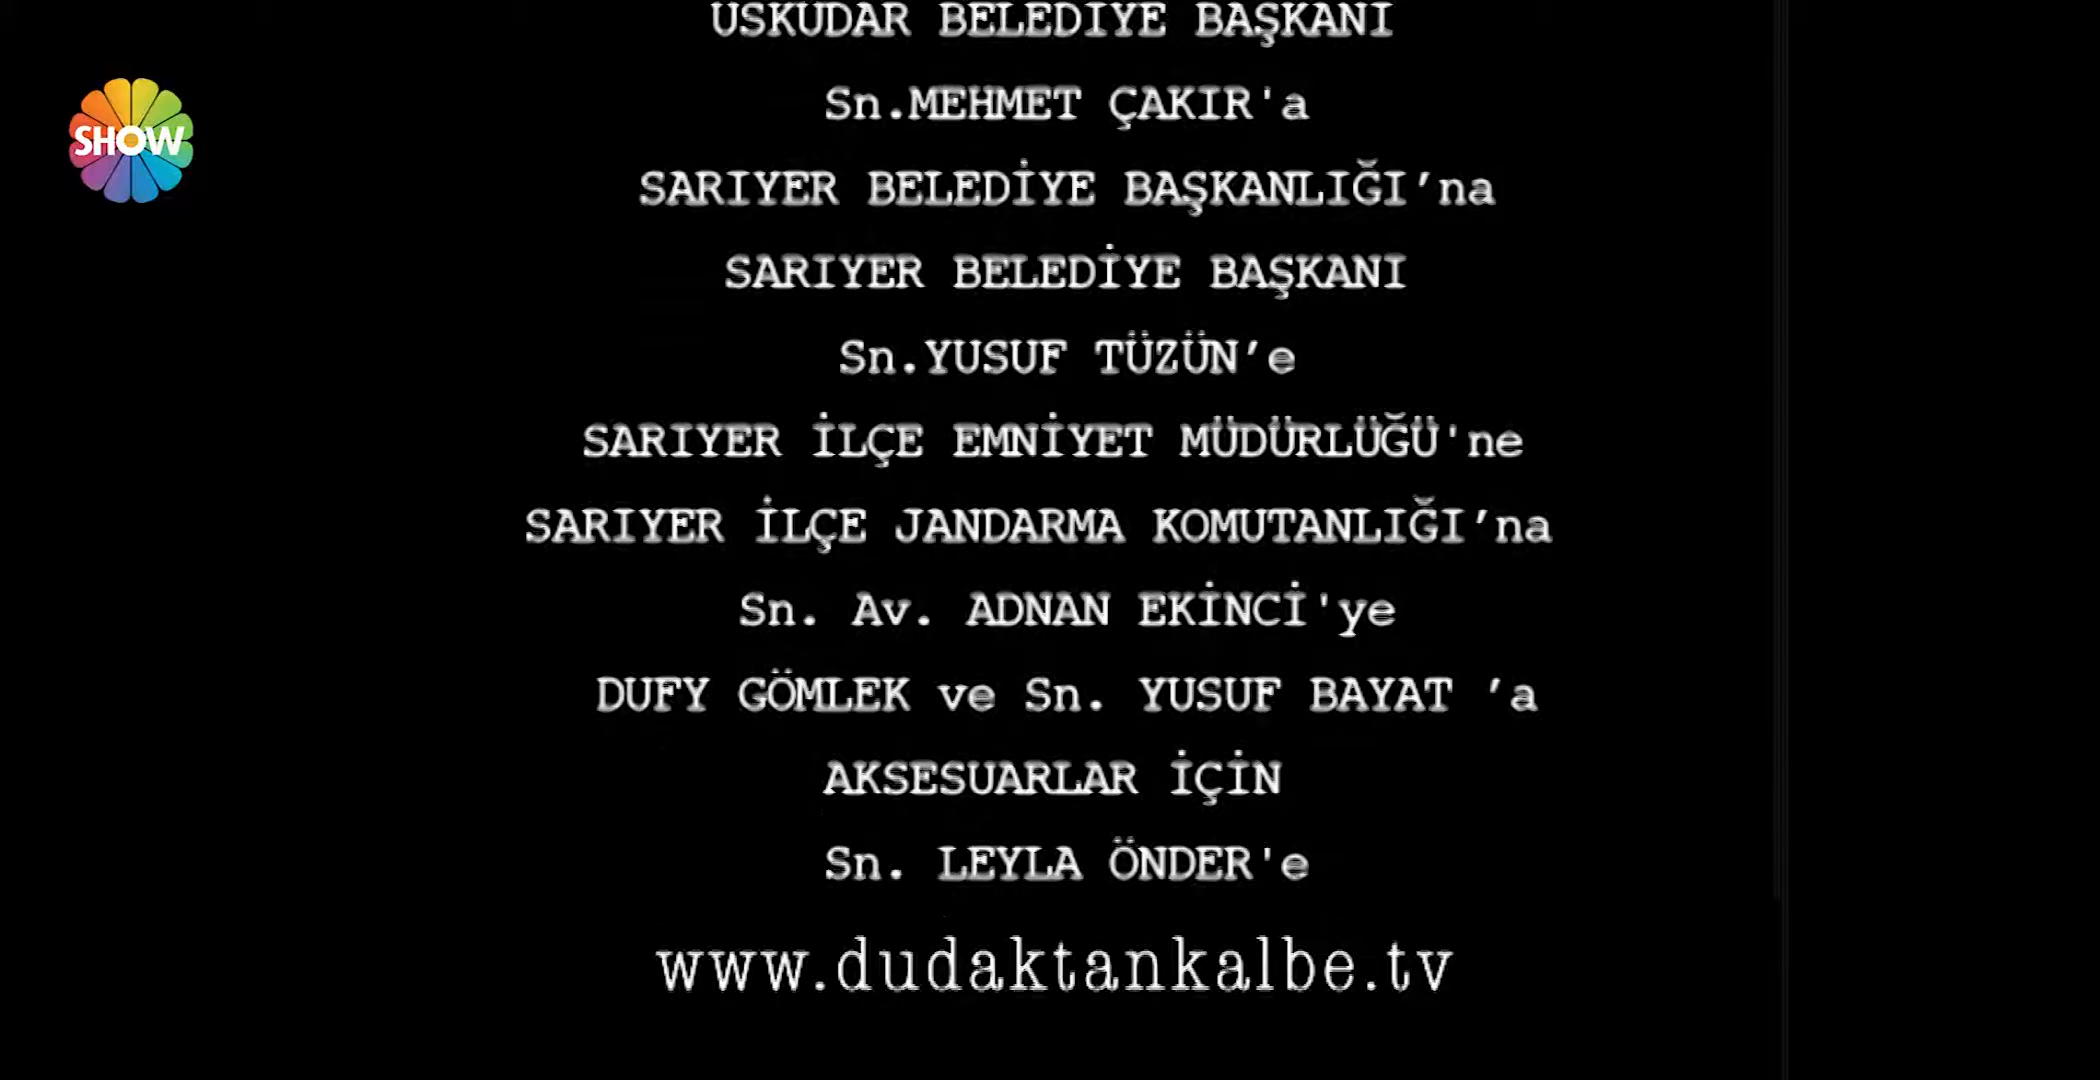 ÜSKÜDAR BELEDİYE BAŞKANI
Sn.MEHMET ÇAKIR'a
SHOW
SARIYER BELEDİYE BAŞKANLIĞI’na
SARIYER BELEDİYE BAŞKANI
Sn.YUSUF TÜZÜN’e
SARIYER İLÇE EMNİYET MÜDÜRLÜĞÜ'ne
SARIYER İLÇE JANDARMA KOMUTANLIĞI’na
Sn. Av. ADNAN EKİNCİ'ye
DUFY GÖMLEK ve Sn. YUSUF BAYAT ’a
AKSESUARLAR İÇİN
Sn. LEYLA ÖNDER'e
www.dudaktankalbe.tv